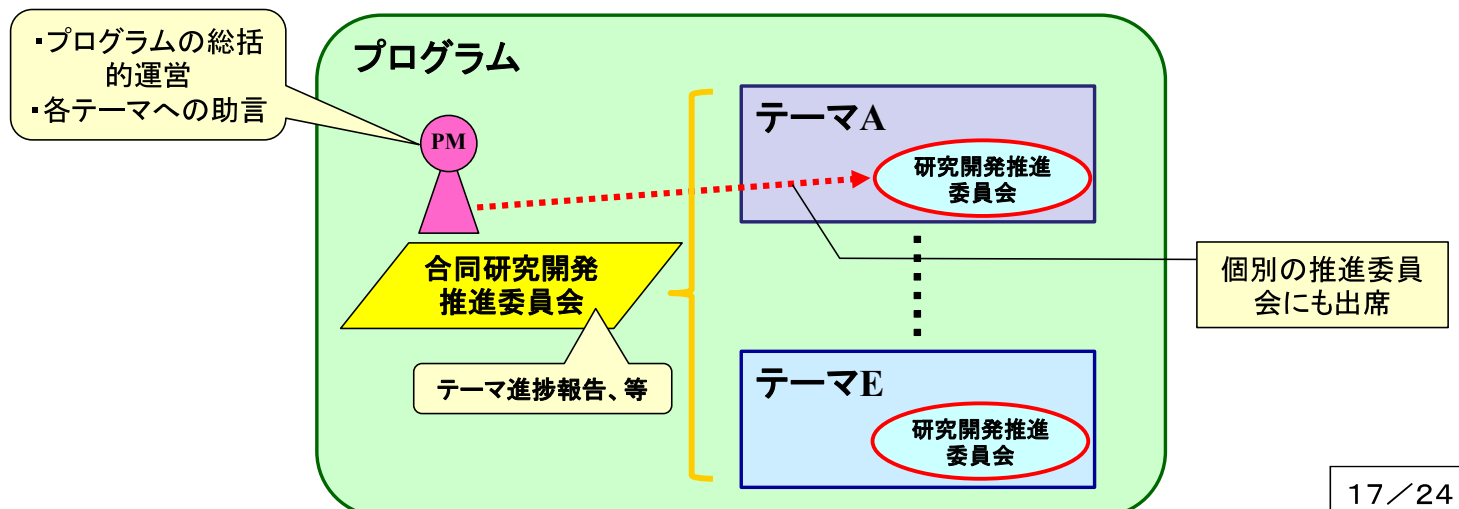 ・プログラムの総括
的運営
・各テーマへの助言
プログラム
PM
合同研究開発
推進委員会
テーマ進捗報告、等
テーマA
研究開発推進
委員会
個別の推進委員
会にも出席
テーマE
研究開発推進
委員会
17／24